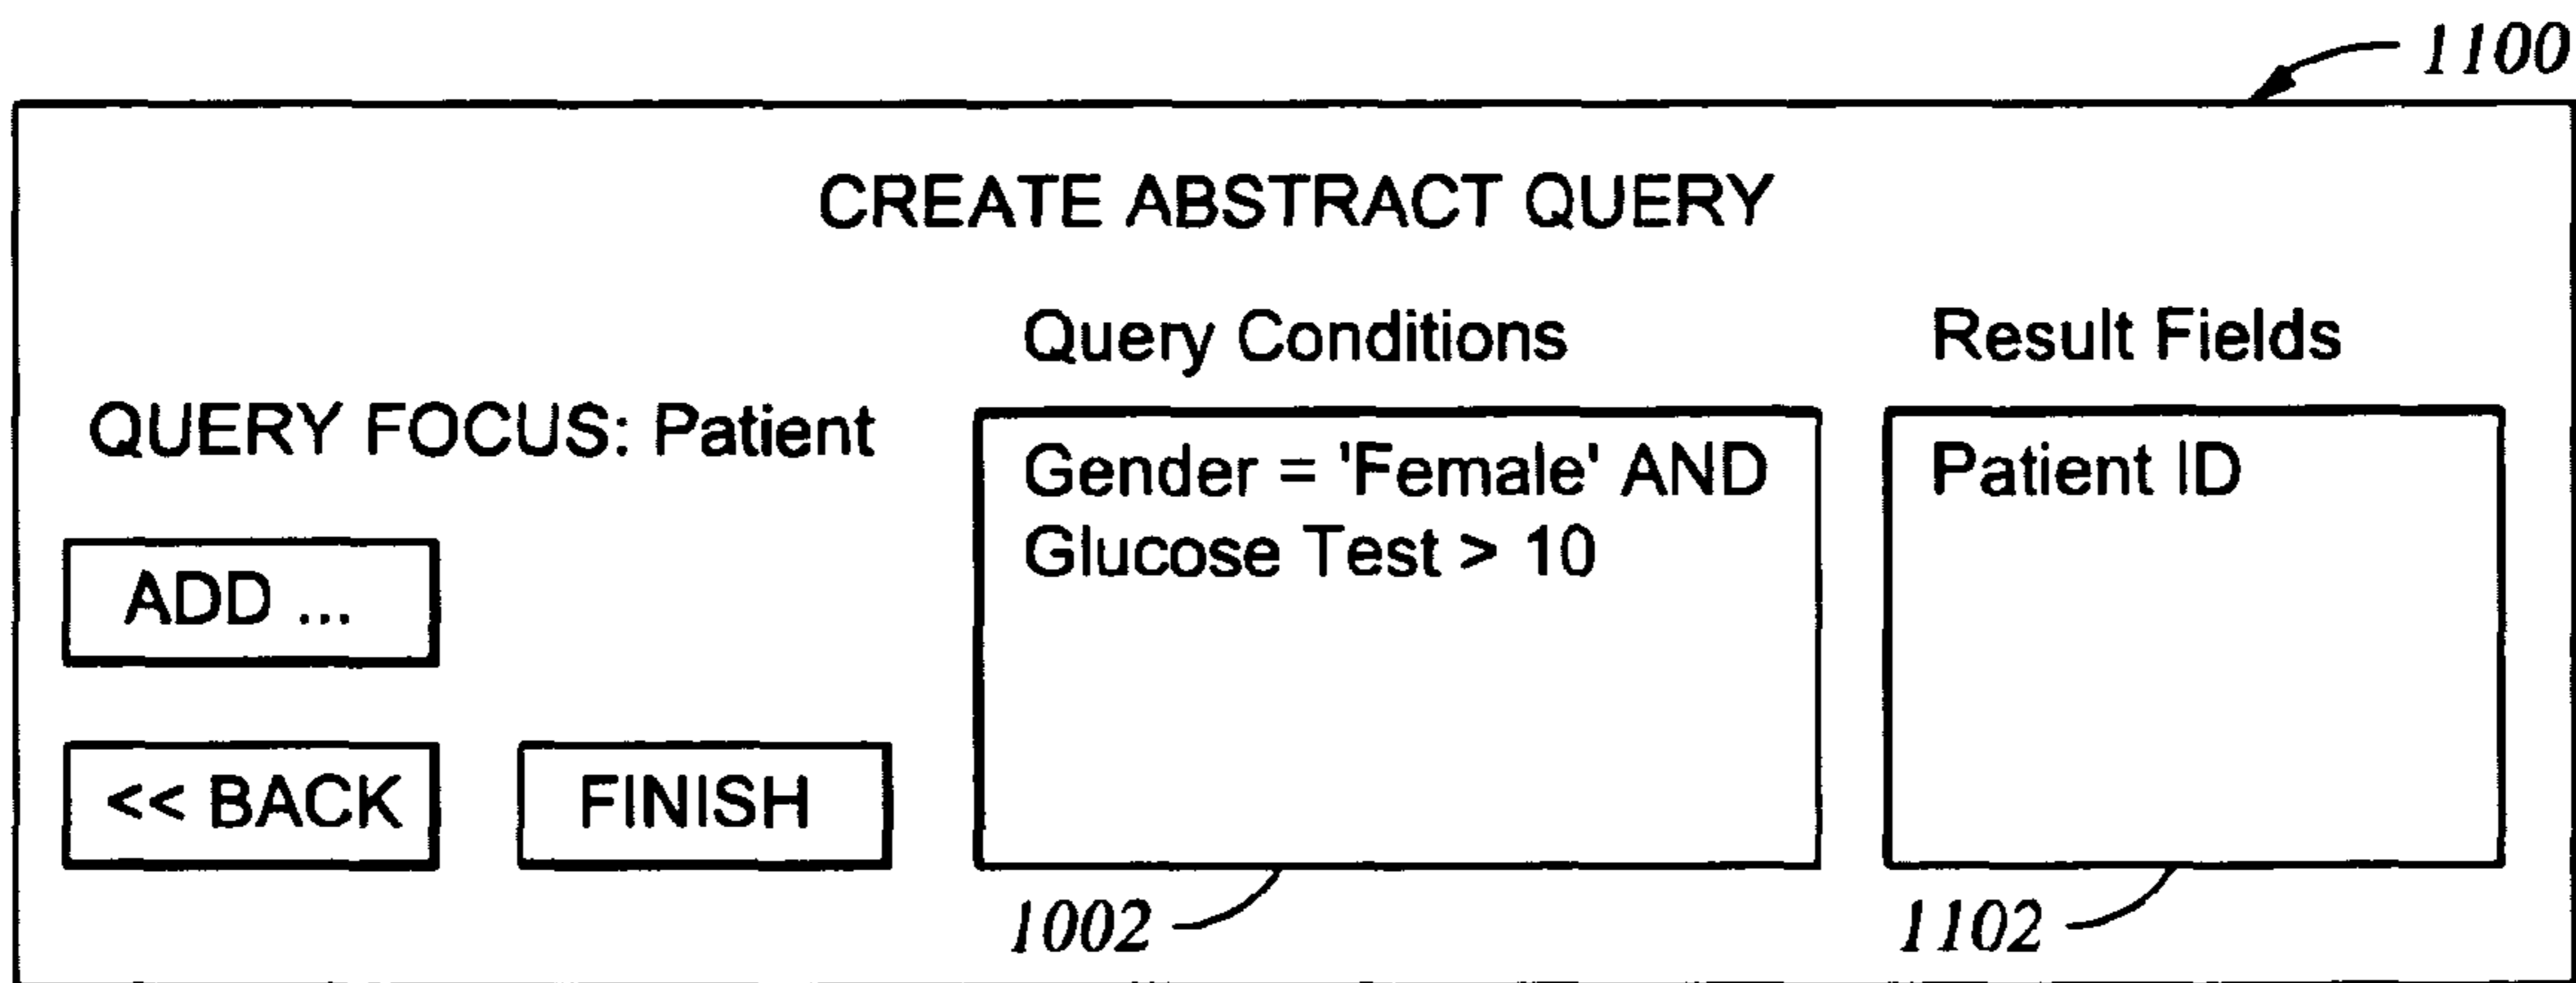 1100
CREATE ABSTRACT QUERY
Query Conditions
Result Fields
QUERY FOCUS: Patient
Gender = 'Female' AND
Glucose Test > 10
Patient ID
ADD ...
<< BACK
FINISH
1002
1102